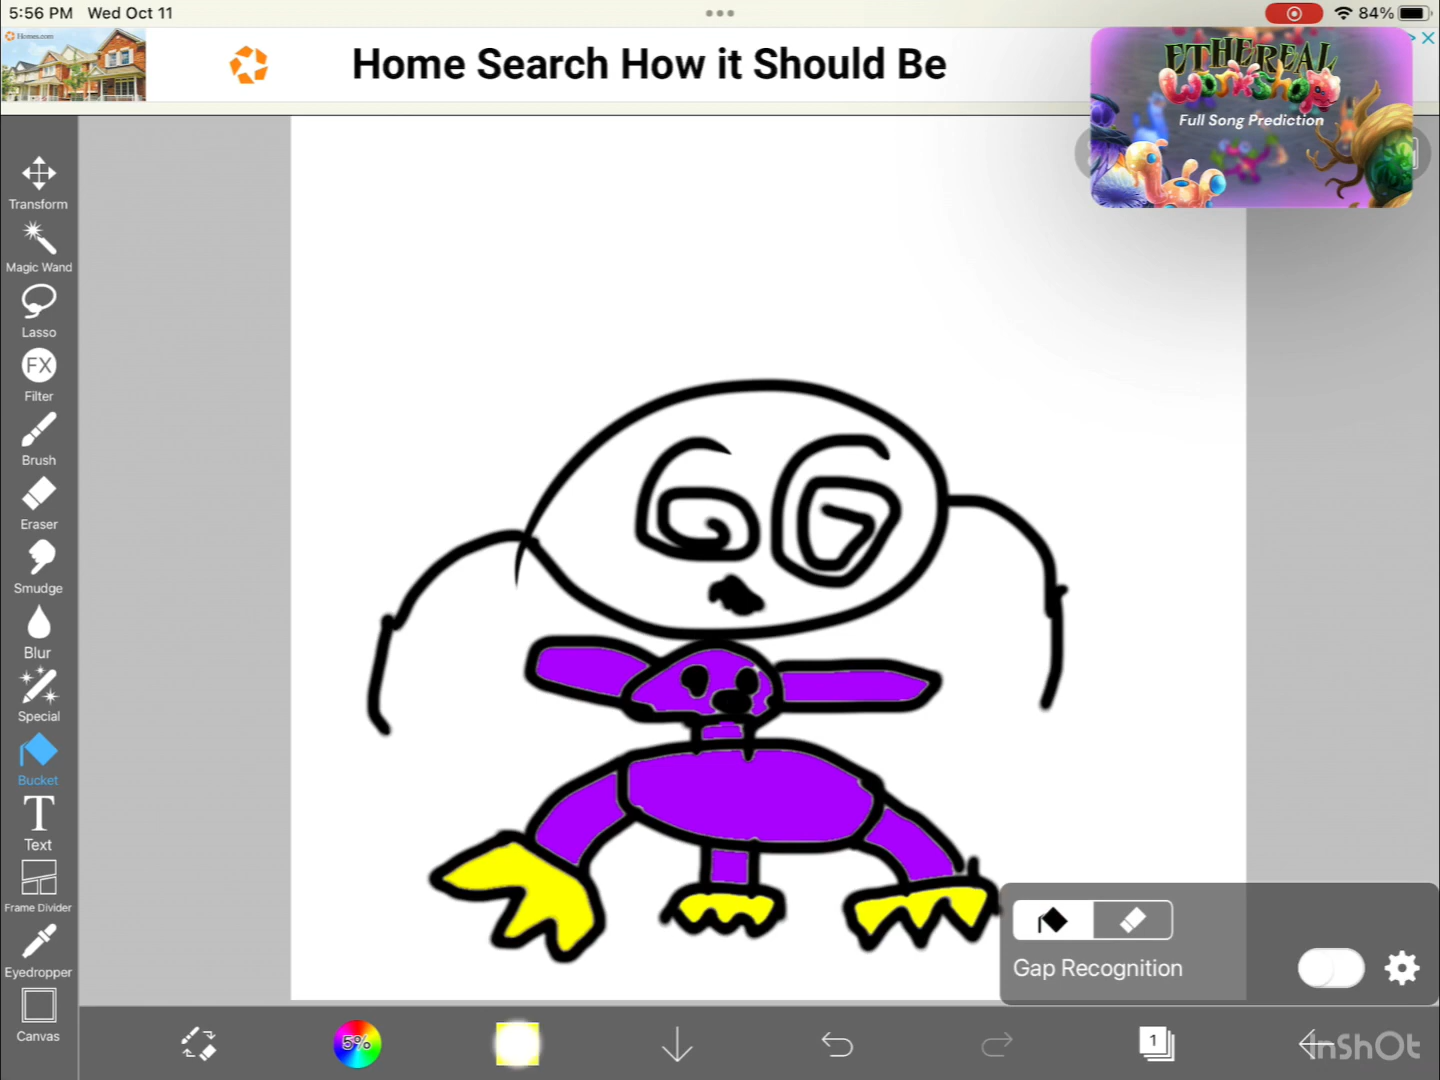 5:56 PM Wed Oct 11
84%
Homes.com
Home Search How it Should Be
ETHEREAL
Workshop
Full Song Prediction
Transform
Magic Wand
Lasso
FX
Filter
Brush
Eraser
Smudge
Blur
Special
Bucket
T
Text
Frame Divider
Eyedropper
Canvas
Gap Recognition
5%
1
InShOt